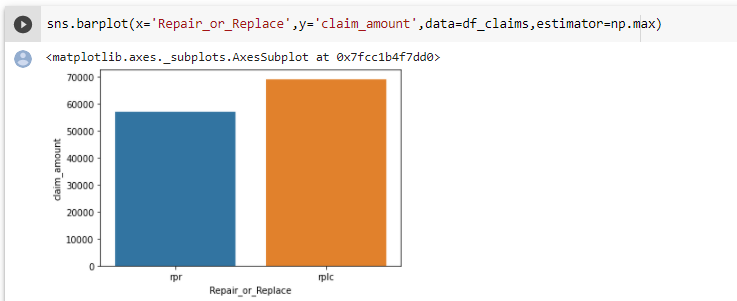 sns.barplot(x='Repair_or_Replace',y='claim_amount',data=df_claims,estimator=np.max)
<matplotlib.axes._subplots.AxesSubplot at 0x7fcc1b4f7dd0>
70000
60000
50000
40000
30000
20000
10000
0
claim_amount
rpr
rplc
Repair_or_Replace